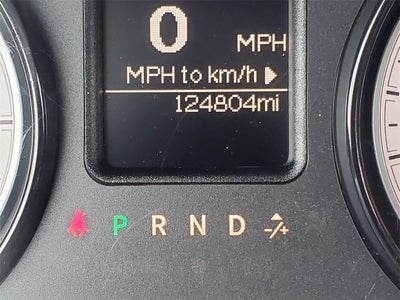 0 MPH
MPH to km/h ▶
124804mi
P R N D -/+